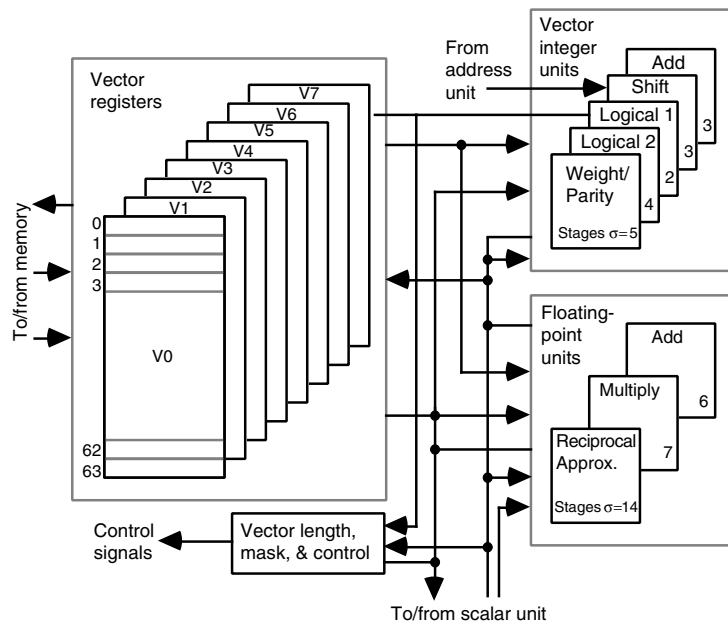 Vector
registers
V7
V6
V5
V4
V3
V2
V1
0
1
2
3
V0
62
63
To/from memory
From
address
unit
Vector
integer
units
Add
3
Shift
3
Logical 1
2
Logical 2
4
Weight/
Parity
Stages σ=5
Floating-
point
units
Add
6
Multiply
7
Reciprocal
Approx.
Stages σ=14
Control
signals
Vector length,
mask, & control
To/from scalar unit